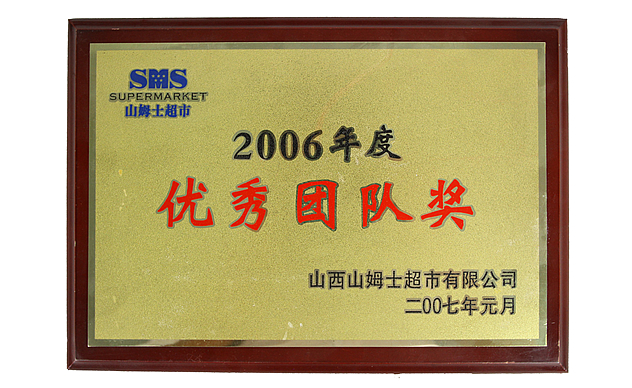 SMS
SUPERMARKET
山姆士超市
2006年度
优秀团队奖
山西山姆士超市有限公司
二00七年元月